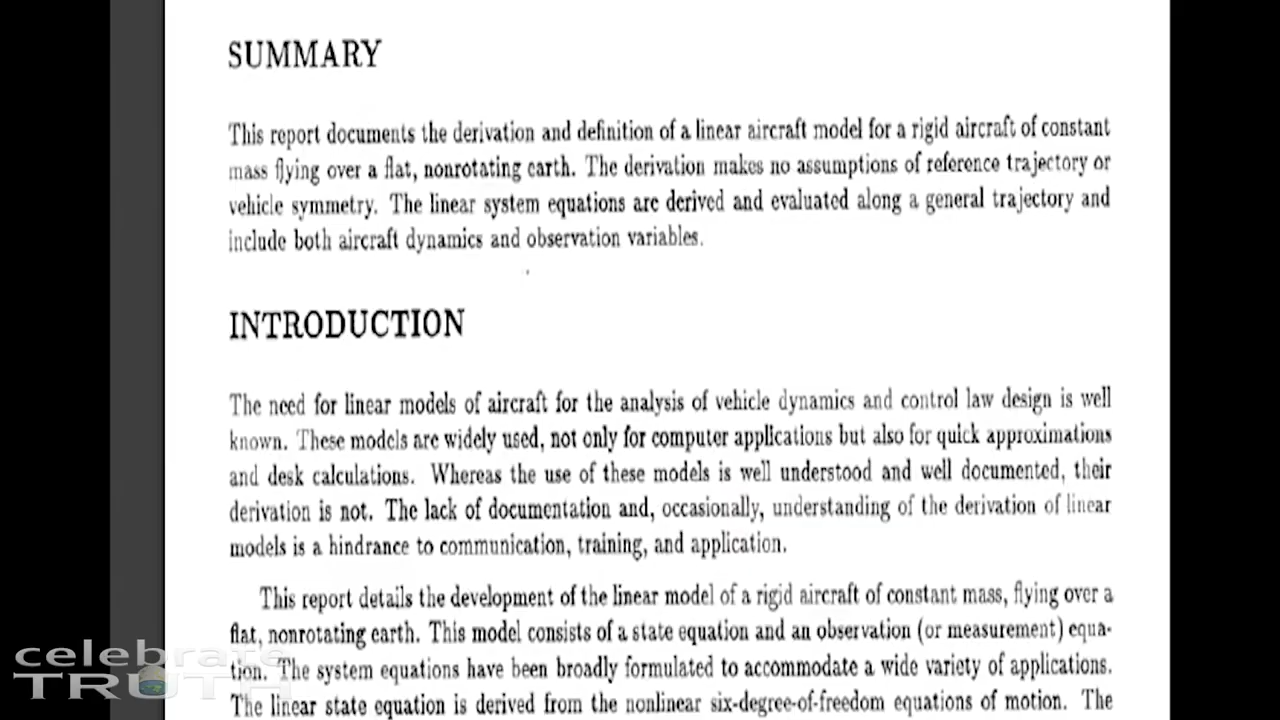 SUMMARY
This report documents the derivation and definition of a linear aircraft model for a rigid aircraft of constant
mass flying over a flat, nonrotating earth. The derivation makes no assumptions of reference trajectory or
vehicle symmetry. The linear system equations are derived and evaluated along a general trajectory and
include both aircraft dynamics and observation variables.
INTRODUCTION
The need for linear models of aircraft for the analysis of vehicle dynamics and control law design is well
known. These models are widely used, not only for computer applications but also for quick approximations
and desk calculations. Whereas the use of these models is well understood and well documented, their
derivation is not. The lack of documentation and, occasionally, understanding of the derivation of linear
models is a hindrance to communication, training, and application.
This report details the development of the linear model of a rigid aircraft of constant mass, flying over a
flat, nonrotating earth. This model consists of a state equation and an observation (or measurement) equa-
tion. The system equations have been broadly formulated to accommodate a wide variety of applications.
The linear state equation is derived from the nonlinear six-degree-of-freedom equations of motion. The
celebrate
TRUTH